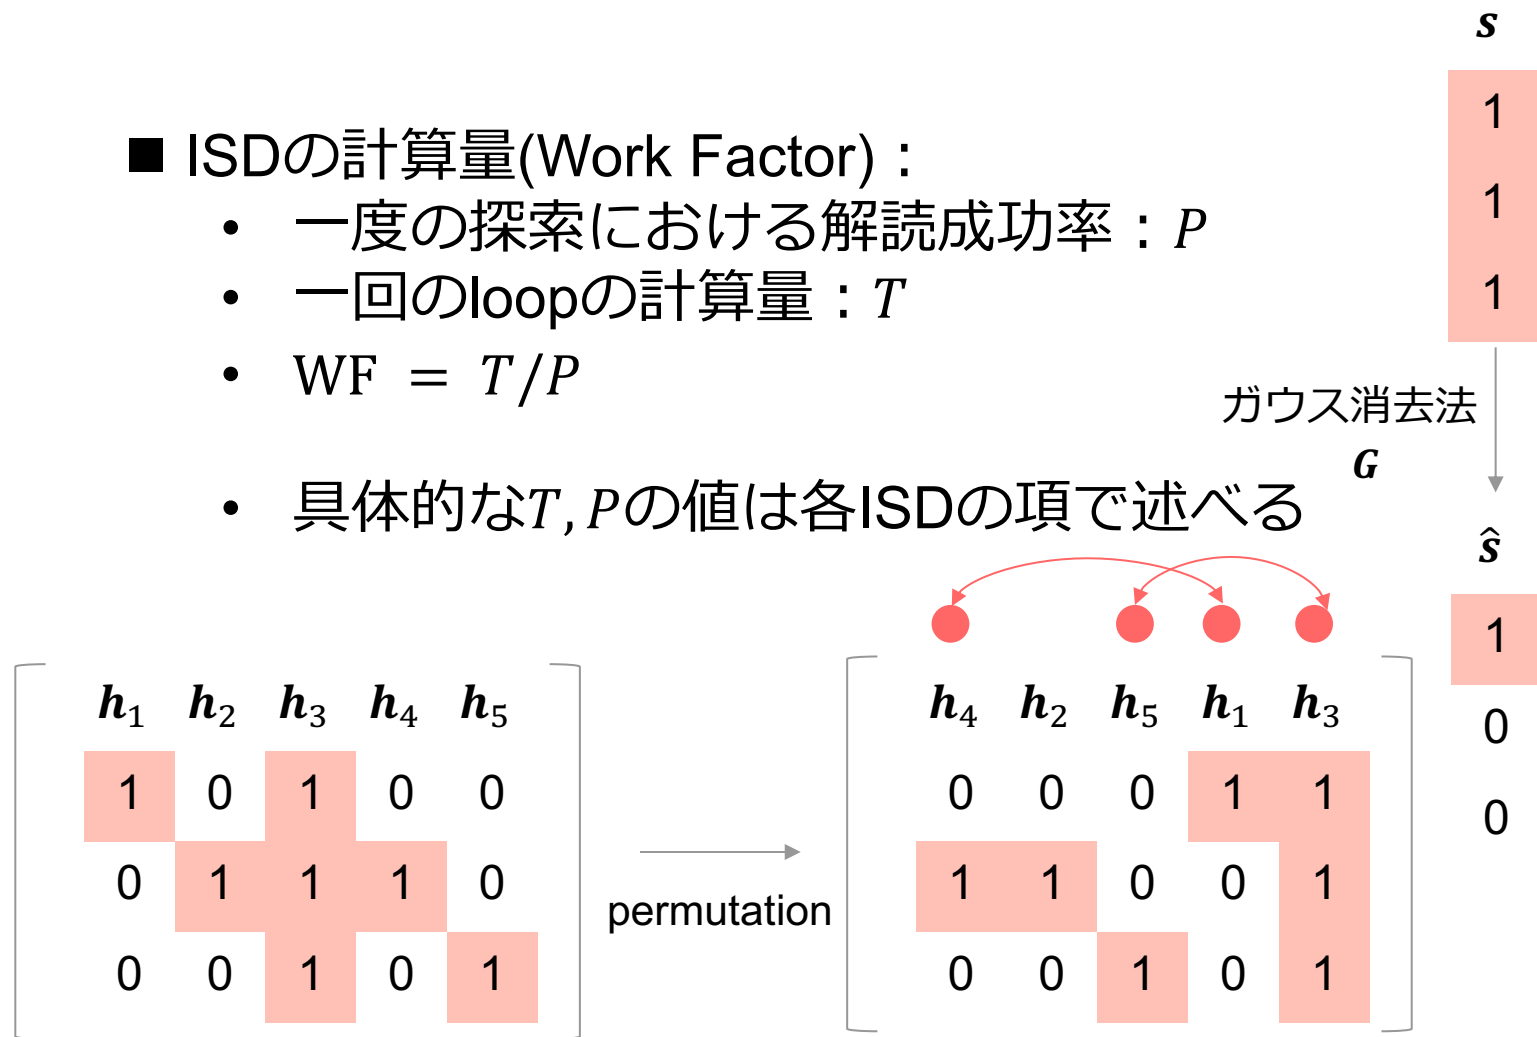 ■ ISDの計算量(Work Factor)：
• 一度の探索における解読成功率：P
• 一回のloopの計算量：T
• WF = T/P
• 具体的なT, Pの値は各ISDの項で述べる
s
1
1
1
ガウス消去法
G
ŝ
1
0
0
h₁ h₂ h₃ h₄ h₅
1 0 1 0 0
0 1 1 1 0
0 0 1 0 1
permutation
h₄ h₂ h₅ h₁ h₃
0 0 0 1 1
1 1 0 0 1
0 0 1 0 1